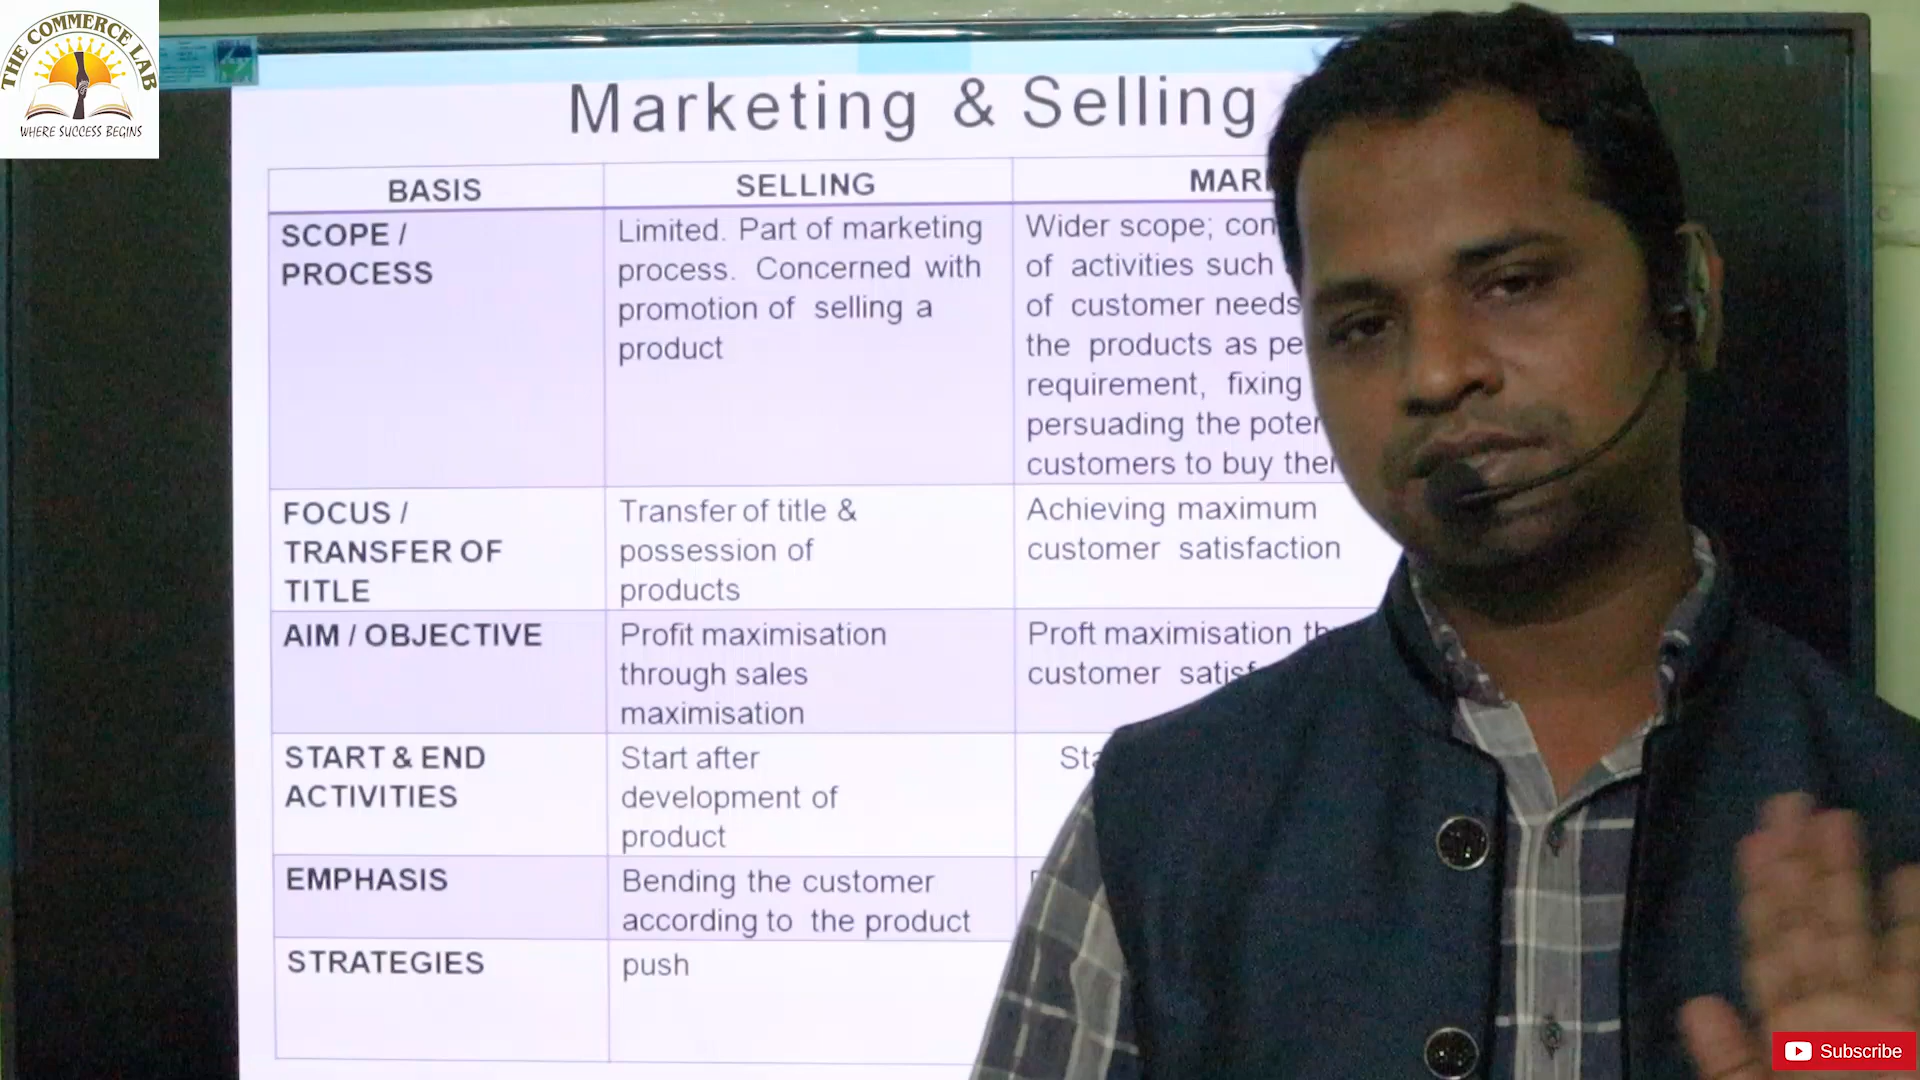 THE COMMERCE LAB
WHERE SUCCESS BEGINS
Marketing & Selling
BASIS
SELLING
SCOPE /
PROCESS
Limited. Part of marketing
process. Concerned with
promotion of selling a
product
Wider scope;
of activities such
of customer needs
the products as
requirement, fixing
persuading the
customers to buy
FOCUS /
TRANSFER OF
TITLE
Transfer of title &
possession of
products
Achieving maximum
customer satisfaction
AIM / OBJECTIVE
Profit maximisation
through sales
maximisation
Proft maximisation
customer
START & END
ACTIVITIES
Start after
development of
product
EMPHASIS
Bending the customer
according to the product
STRATEGIES
push
Subscribe